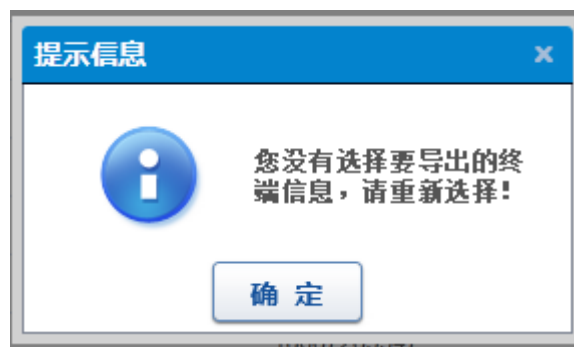 提示信息
您没有选择要导出的终
端信息，请重新选择！
确 定